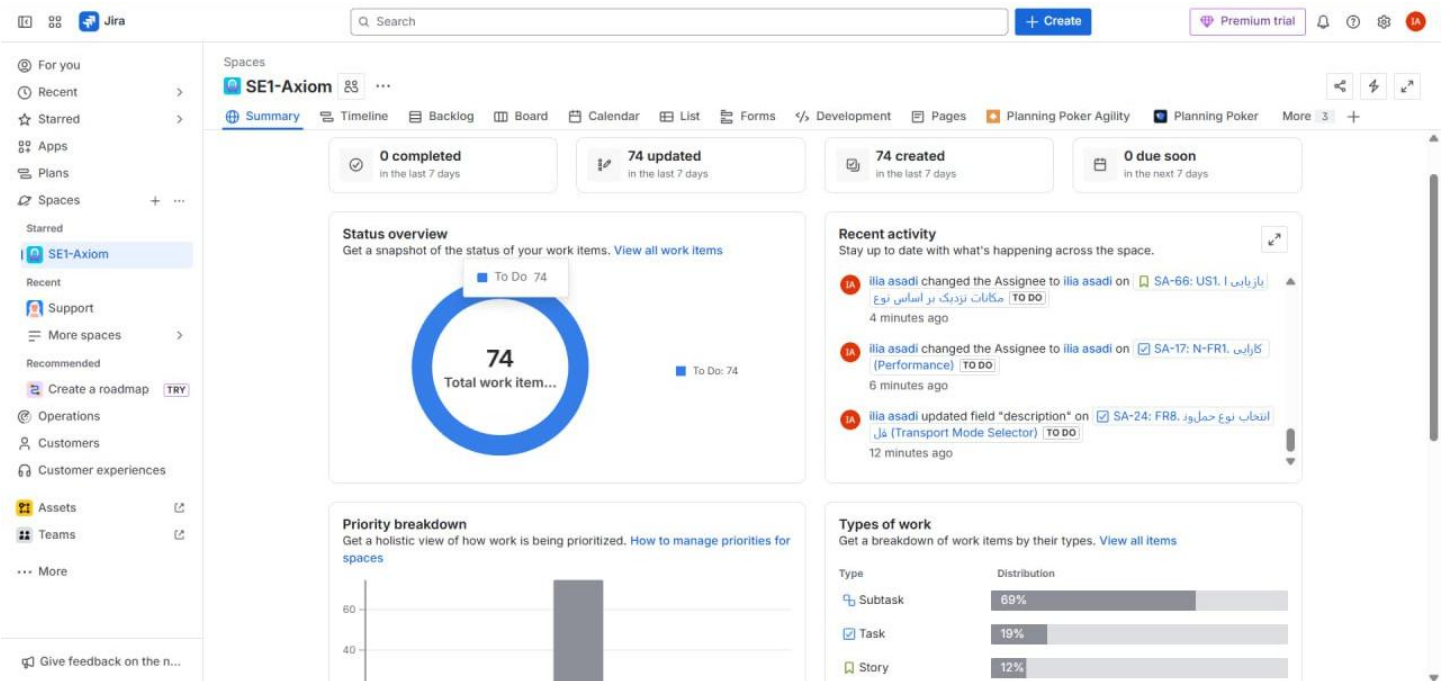 Jira
Search
+ Create
Premium trial
IA
For you
Recent
Starred
Apps
Plans
Spaces
Starred
SE1-Axiom
Recent
Support
More spaces
Recommended
Create a roadmap TRY
Operations
Customers
Customer experiences
Assets
Teams
More
Give feedback on the n...
Spaces
SE1-Axiom
Summary Timeline Backlog Board Calendar List Forms Development Pages Planning Poker Agility Planning Poker More 3
0 completed
in the last 7 days
74 updated
in the last 7 days
74 created
in the last 7 days
0 due soon
in the next 7 days
Status overview
Get a snapshot of the status of your work items. View all work items
To Do 74
74
Total work item...
To Do: 74
Recent activity
Stay up to date with what's happening across the space.
IA
ilia asadi changed the Assignee to ilia asadi on SA-66: US1. بازیابی ا
مکانات نزدیک بر اساس نوع TO DO
4 minutes ago
IA
ilia asadi changed the Assignee to ilia asadi on SA-17: N-FR1. کارایی
(Performance) TO DO
6 minutes ago
IA
ilia asadi updated field "description" on SA-24: FR8. انتخاب نوع حمل‌ون
قل (Transport Mode Selector) TO DO
12 minutes ago
Priority breakdown
Get a holistic view of how work is being prioritized. How to manage priorities for
spaces
60
40
Types of work
Get a breakdown of work items by their types. View all items
Type Distribution
Subtask 69%
Task 19%
Story 12%